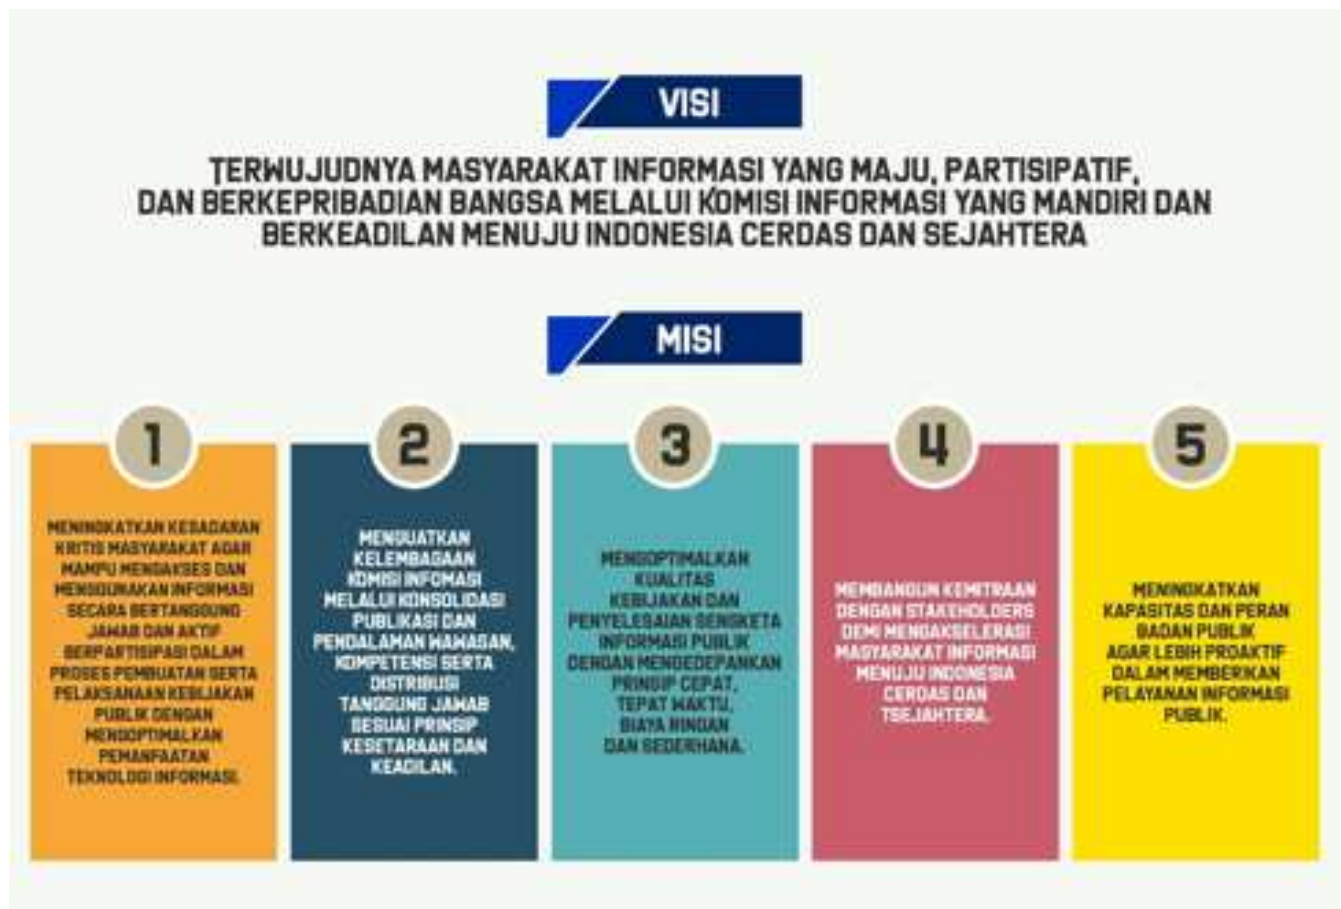 VISI
TERWUJUDNYA MASYARAKAT INFORMASI YANG MAJU, PARTISIPATIF,
DAN BERKEPRIBADIAN BANGSA MELALUI KOMISI INFORMASI YANG MANDIRI DAN
BERKEADILAN MENUJU INDONESIA CERDAS DAN SEJAHTERA
MISI
1
MENINGKATKAN KESADARAN
KRITIS MASYARAKAT AGAR
MAMPU MENGAKSES DAN
MENGGUNAKAN INFORMASI
SECARA BERTANGGUNG
JAWAB DAN AKTIF
BERPARTISIPASI DALAM
PROSES PEMBUATAN SERTA
PELAKSANAAN KEBIJAKAN
PUBLIK DENGAN
MENGOPTIMALKAN
PEMANFAATAN
TEKNOLOGI INFORMASI.
2
MENGUATKAN
KELEMBAGAAN
KOMISI INFOMASI
MELALUI KONSOLIDASI
PUBLIKASI DAN
PENDALAMAN WAWASAN,
KOMPETENSI SERTA
DISTRIBUSI
TANGGUNG JAWAB
SESUAI PRINSIP
KESETARAAN DAN
KEADILAN.
3
MENGOPTIMALKAN
KUALITAS
KEBIJAKAN DAN
PENYELESAIAN SENGKETA
INFORMASI PUBLIK
DENGAN MENGEDEPANKAN
PRINSIP CEPAT,
TEPAT WAKTU,
BIAYA RINGAN
DAN SEDERHANA.
4
MEMBANGUN KEMITRAAN
DENGAN STAKEHOLDERS
DEMI MENGAKSELERASI
MASYARAKAT INFORMASI
MENUJU INDONESIA
CERDAS DAN
TSEJAHTERA.
5
MENINGKATKAN
KAPASITAS DAN PERAN
BADAN PUBLIK
AGAR LEBIH PROAKTIF
DALAM MEMBERIKAN
PELAYANAN INFORMASI
PUBLIK.